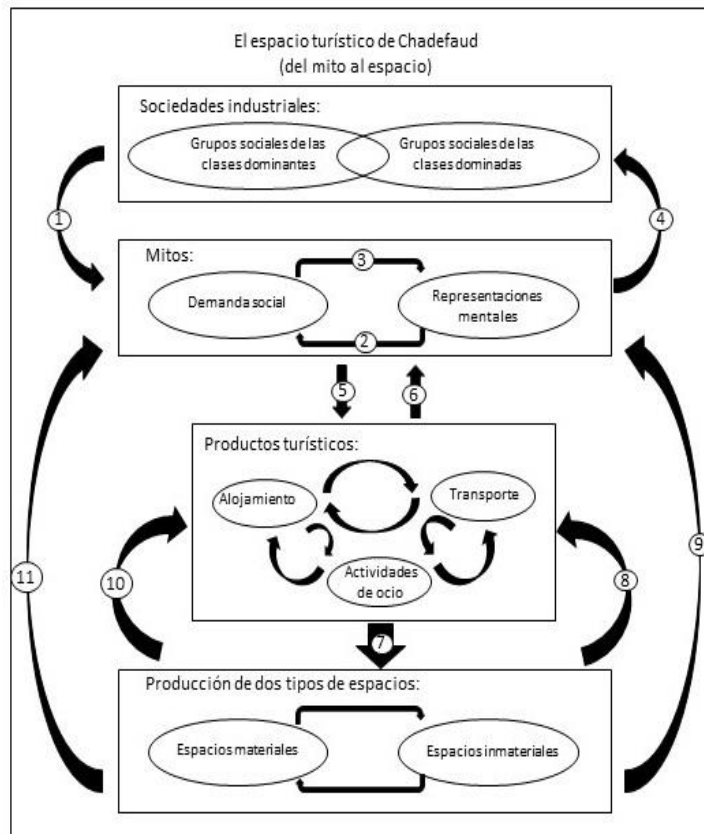 El espacio turístico de Chadefaud
(del mito al espacio)
Sociedades industriales:
Grupos sociales de las
clases dominantes
Grupos sociales de las
clases dominadas
1
4
Mitos:
3
Demanda social
Representaciones
mentales
2
5
6
Productos turísticos:
Alojamiento
Transporte
Actividades
de ocio
9
11
10
8
7
Producción de dos tipos de espacios:
Espacios materiales
Espacios inmateriales